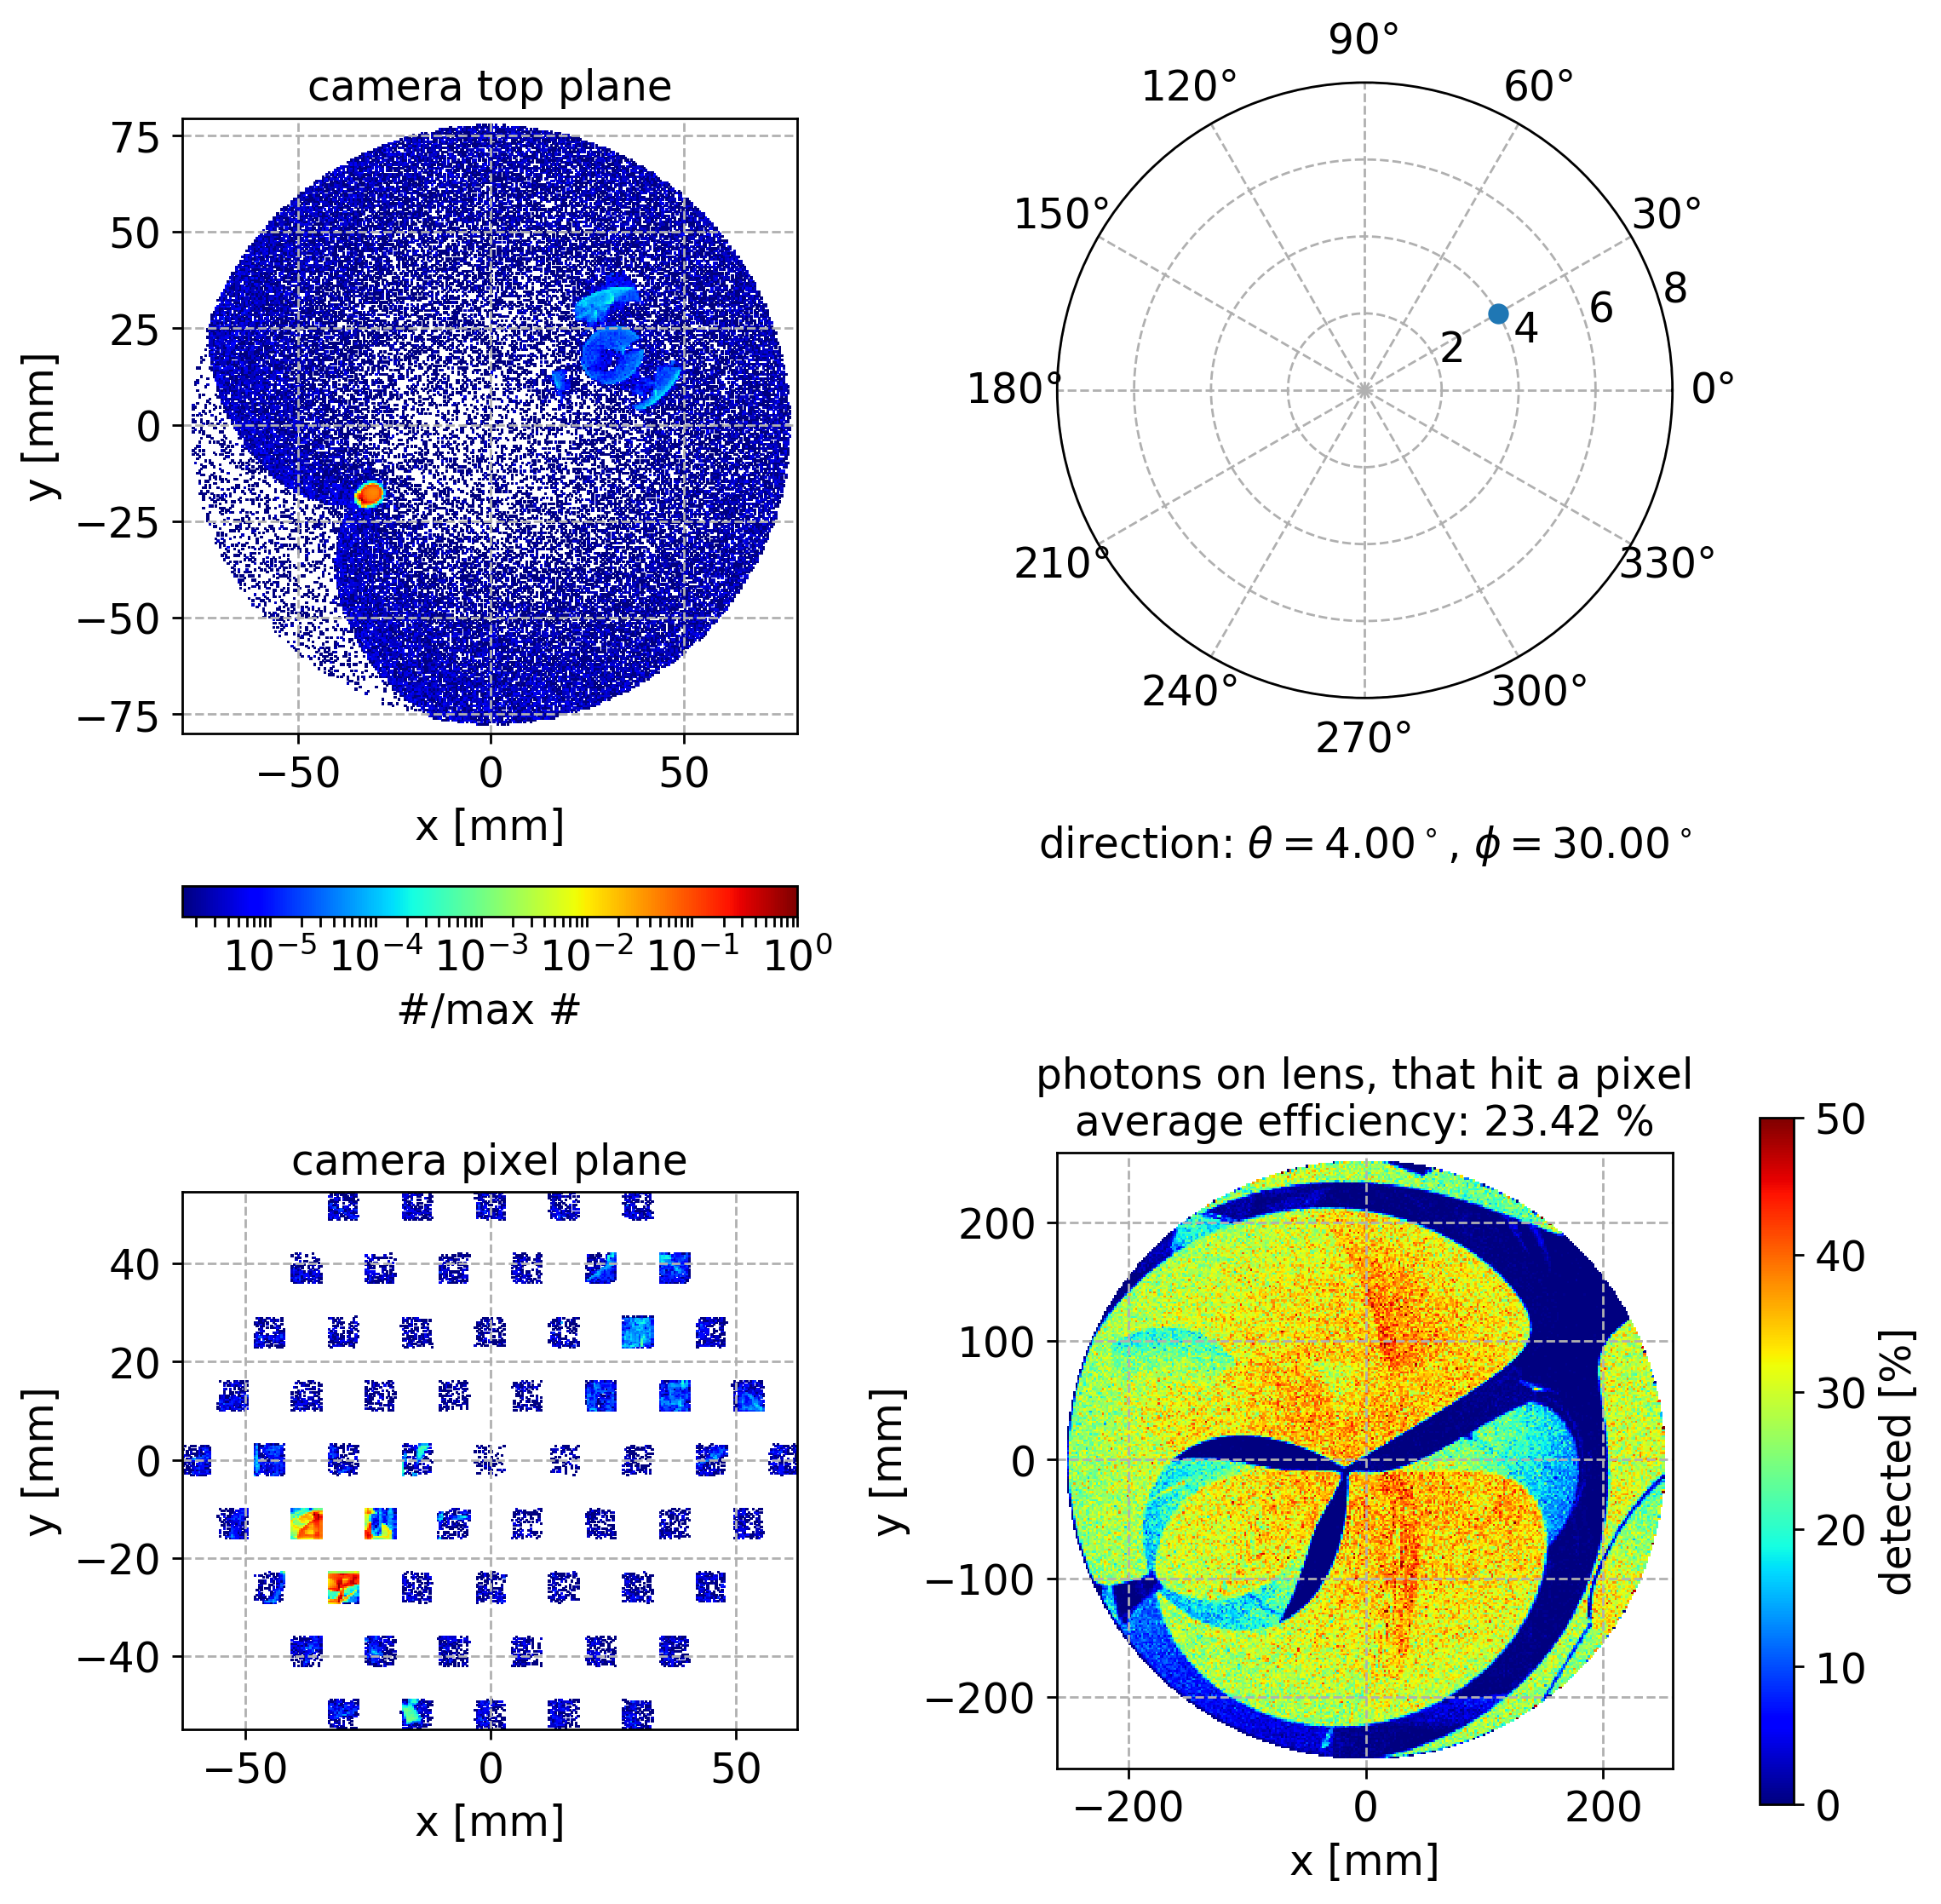 camera top plane
75
50
25
0
−25
−50
−75
y [mm]
−50 0 50
x [mm]
10⁻⁵ 10⁻⁴ 10⁻³ 10⁻² 10⁻¹ 10⁰
#/max #
90°
120° 60°
150° 30°
180° 0°
210° 330°
240° 300°
270°
2 4 6 8
direction: θ = 4.00°, ϕ = 30.00°
camera pixel plane
40
20
0
−20
−40
y [mm]
−50 0 50
x [mm]
photons on lens, that hit a pixel
average efficiency: 23.42 %
200
100
0
−100
−200
y [mm]
−200 0 200
x [mm]
50
40
30
20
10
0
detected [%]